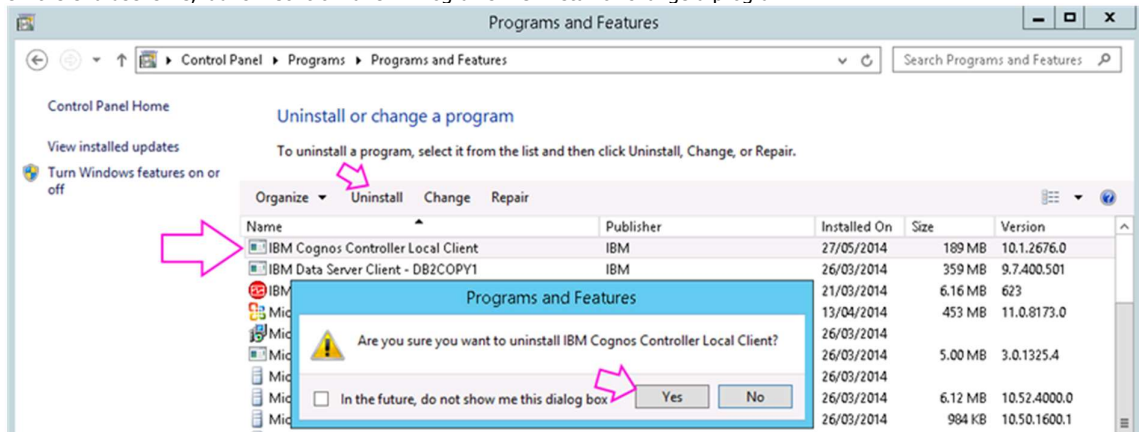 Programs and Features
Control Panel ▸ Programs ▸ Programs and Features
Search Programs and Features
Control Panel Home
Uninstall or change a program
View installed updates
To uninstall a program, select it from the list and then click Uninstall, Change, or Repair.
Turn Windows features on or
off
Organize Uninstall Change Repair
Name Publisher Installed On Size Version
IBM Cognos Controller Local Client IBM 27/05/2014 189 MB 10.1.2676.0
IBM Data Server Client - DB2COPY1 IBM 26/03/2014 359 MB 9.7.400.501
IBM 21/03/2014 6.16 MB 623
Programs and Features
Mic 13/04/2014 453 MB 11.0.8173.0
Mic 26/03/2014
Are you sure you want to uninstall IBM Cognos Controller Local Client?
Mic 26/03/2014 5.00 MB 3.0.1325.4
Mic 26/03/2014
Mic 26/03/2014 6.12 MB 10.52.4000.0
In the future, do not show me this dialog box Yes No
Mic 26/03/2014 984 KB 10.50.1600.1